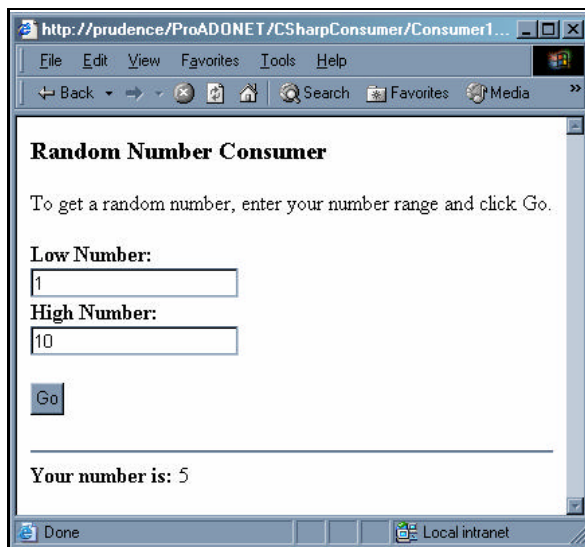 http://prudence/ProADONET/CSharpConsumer/Consumer1...
File Edit View Favorites Tools Help
Back Search Favorites Media »
Random Number Consumer
To get a random number, enter your number range and click Go.
Low Number:
1
High Number:
10
Go
Your number is: 5
Done Local intranet